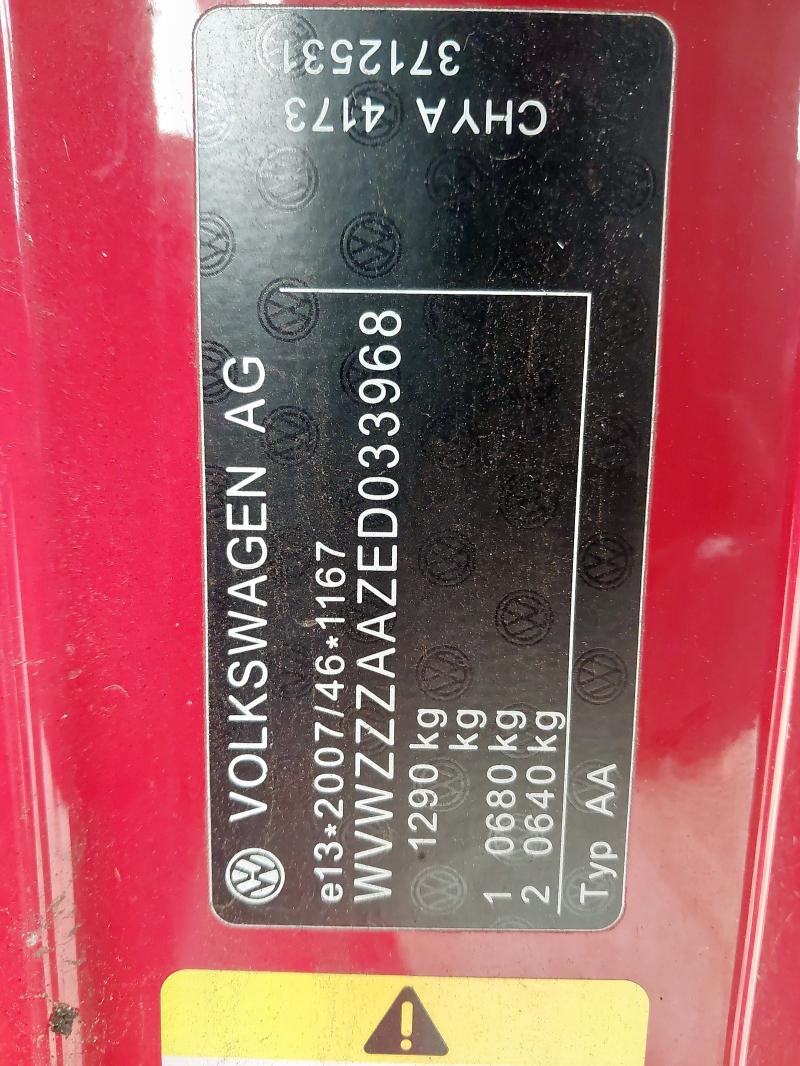 VOLKSWAGEN AG
e13*2007/46*1167
WVWZZZAAZED033968
1290 kg
kg
1 0680 kg
2 0640 kg
Typ AA
CHYA 4173
3712531